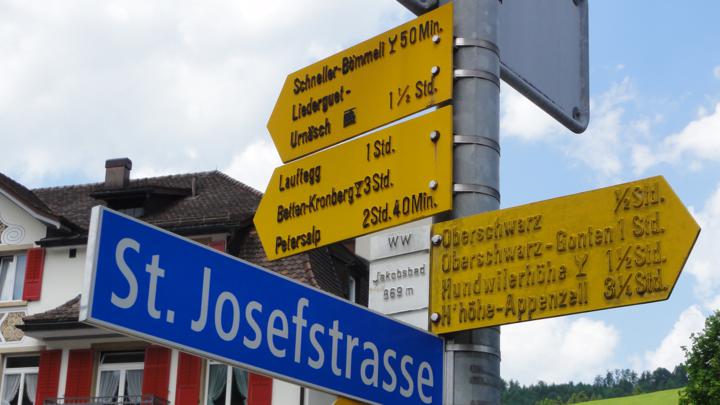 Schneller-Bömmeli 50 Min.
Liederguet-
Urnäsch 1½ Std.
Lauftegg 1 Std.
Beiten-Kronberg 3 Std.
Petersalp 2 Std. 40 Min.
WW
Jakobsbad
869 m
Oberschwarz ½ Std.
Oberschwarz-Gonten 1 Std.
Hundwilerhöhe 1½ Std.
H'höhe-Appenzell 3¼ Std.
St. Josefstrasse